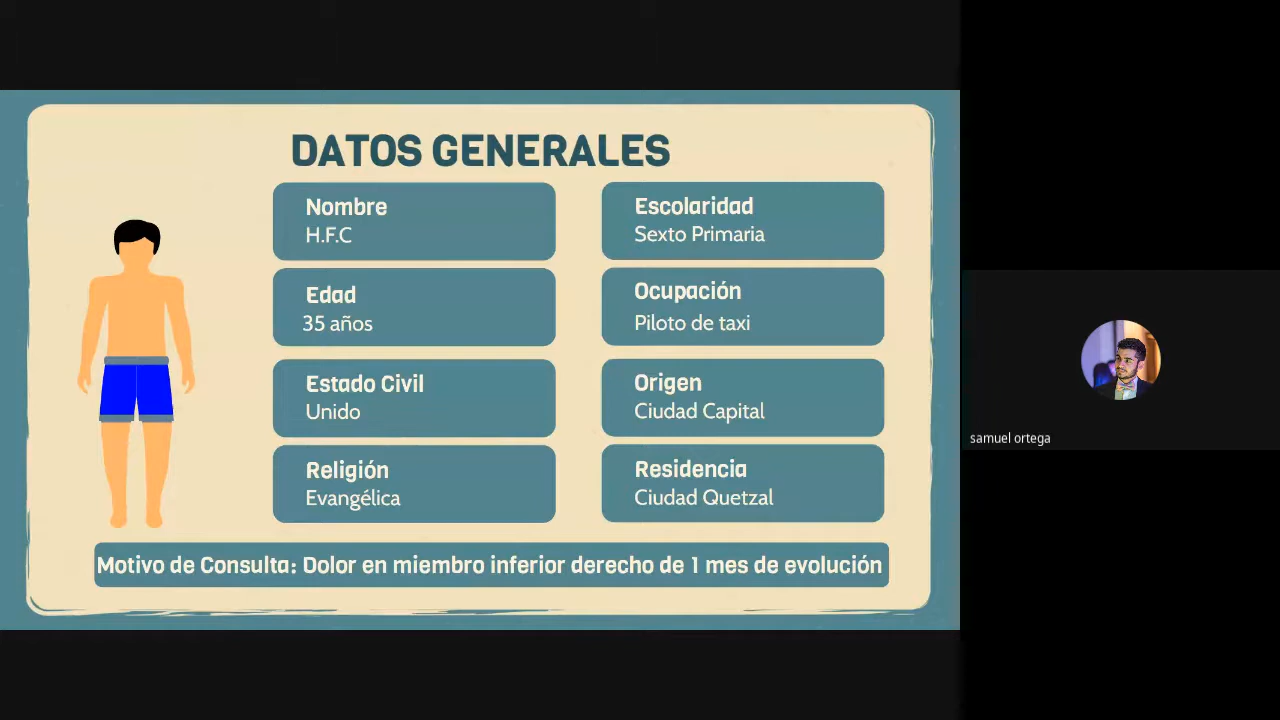 DATOS GENERALES
Nombre
H.F.C
Escolaridad
Sexto Primaria
Edad
35 años
Ocupación
Piloto de taxi
Estado Civil
Unido
Origen
Ciudad Capital
Religión
Evangélica
Residencia
Ciudad Quetzal
Motivo de Consulta: Dolor en miembro inferior derecho de 1 mes de evolución
samuel ortega